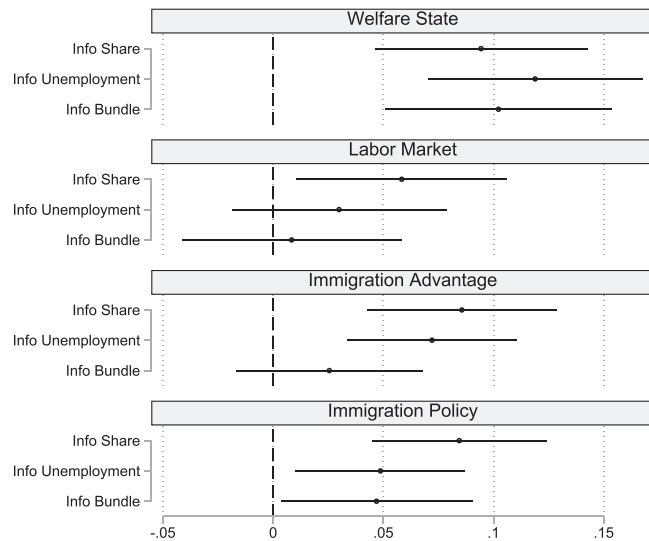 Welfare State
Info Share
Info Unemployment
Info Bundle
Labor Market
Info Share
Info Unemployment
Info Bundle
Immigration Advantage
Info Share
Info Unemployment
Info Bundle
Immigration Policy
Info Share
Info Unemployment
Info Bundle
-.05 0 .05 .1 .15